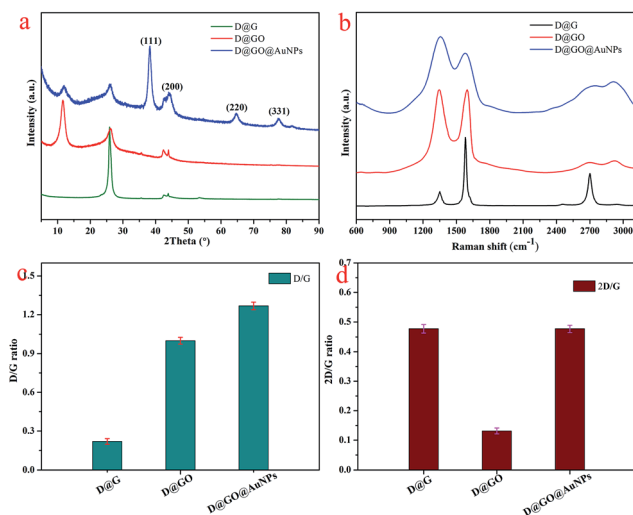 a
D@G
D@GO
D@GO@AuNPs
(111)
(200)
(220)
(331)
Intensity (a.u.)
10 20 30 40 50 60 70 80 90
2Theta (°)
b
D@G
D@GO
D@GO@AuNPs
Intensity (a.u.)
600 900 1200 1500 1800 2100 2400 2700 3000
Raman shift (cm-1)
c
D/G
1.5
1.2
0.9
0.6
0.3
0.0
D/G ratio
D@G D@GO D@GO@AuNPs
d
2D/G
0.7
0.6
0.5
0.4
0.3
0.2
0.1
0.0
2D/G ratio
D@G D@GO D@GO@AuNPs